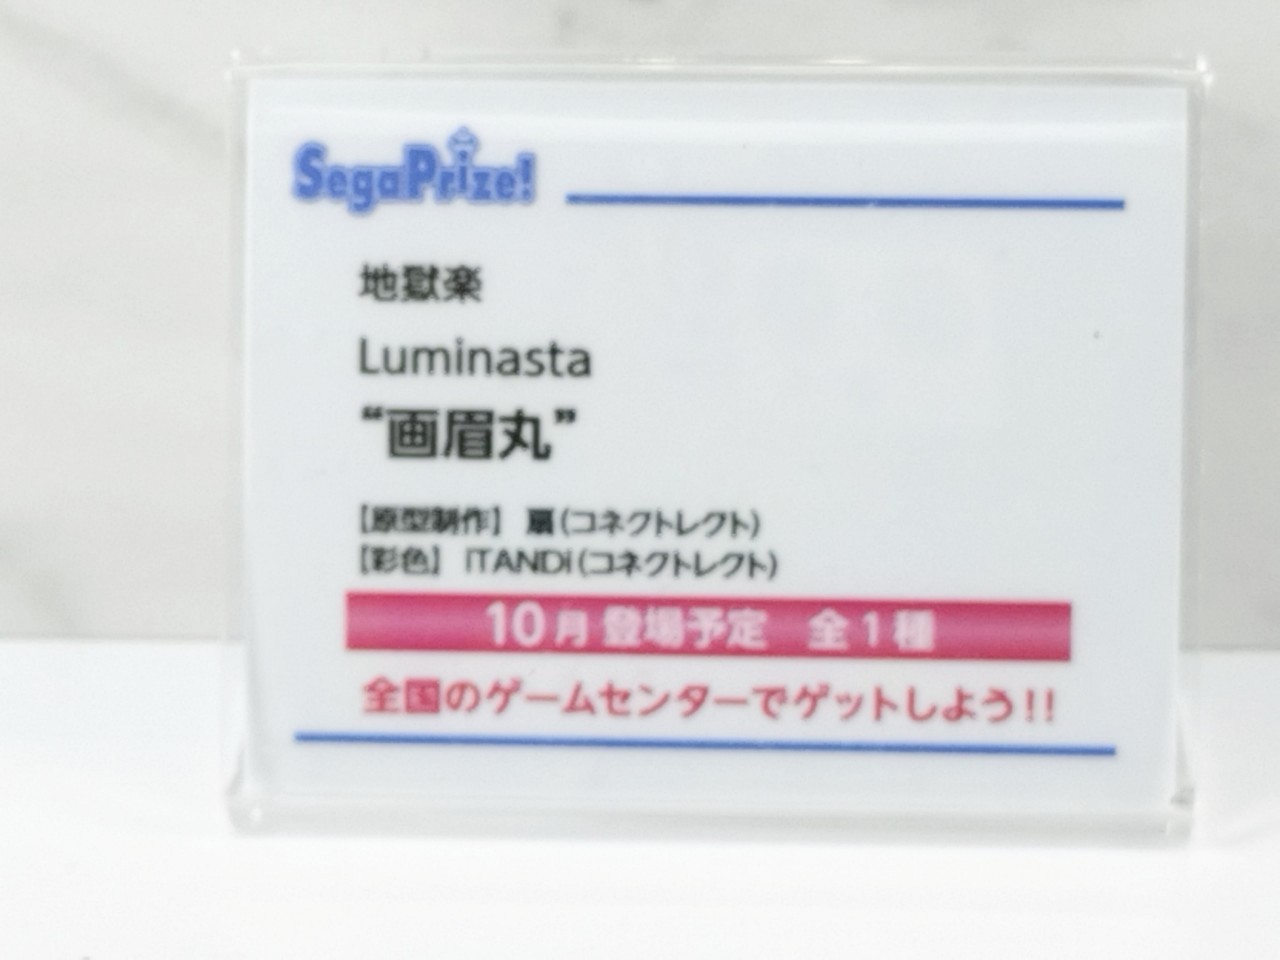 SegaPrize!
地獄楽
Luminasta
“画眉丸”
【原型制作】 扇(コネクトレクト)
【彩色】 ITANDi(コネクトレクト)
10月登場予定 全1種
全国のゲームセンターでゲットしよう!!